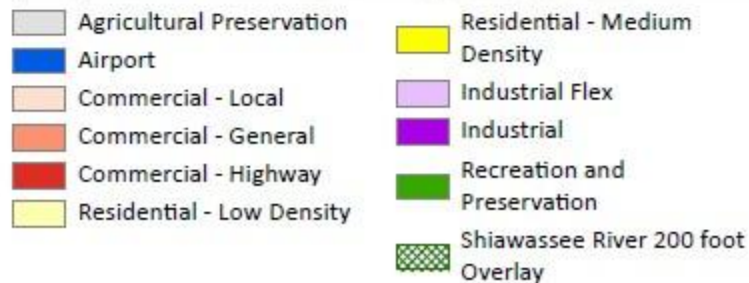 Agricultural Preservation
Airport
Commercial - Local
Commercial - General
Commercial - Highway
Residential - Low Density
Residential - Medium
Density
Industrial Flex
Industrial
Recreation and
Preservation
Shiawassee River 200 foot
Overlay